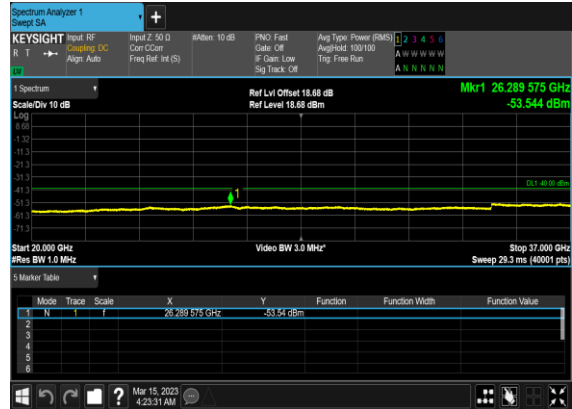 Spectrum Analyzer 1
Swept SA
+
KEYSIGHT Input: RF Input Z: 50 Ω #Atten: 10 dB PNO: Fast Avg Type: Power (RMS) 1 2 3 4 5 6
R T Coupling: DC Corr CCorr Gate: Off Avg|Hold: 100/100 A W W W W W
Align: Auto Freq Ref: Int (S) IF Gain: Low Trig: Free Run
Sig Track: Off A N N N N N
1 Spectrum Ref Lvl Offset 18.68 dB Mkr1 26.289 575 GHz
Scale/Div 10 dB Ref Level 18.68 dBm -53.544 dBm
Log
8.68
-1.32
-11.3
-21.3
-31.3
DL1 -40.00 dBm
-41.3
1
-51.3
-61.3
-71.3
Start 20.000 GHz Video BW 3.0 MHz* Stop 37.000 GHz
#Res BW 1.0 MHz Sweep 29.3 ms (40001 pts)
5 Marker Table
Mode Trace Scale X Y Function Function Width Function Value
1 N 1 f 26.289 575 GHz -53.54 dBm
2
3
4
5
6
? Mar 15, 2023
4:23:31 AM